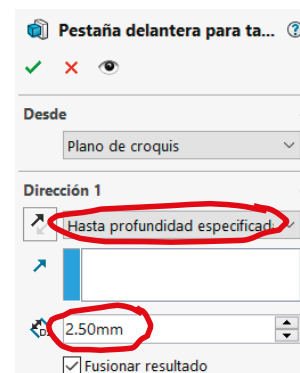 Pestaña delantera para ta...
Desde
Plano de croquis
Dirección 1
Hasta profundidad especificad
2.50mm
Fusionar resultado